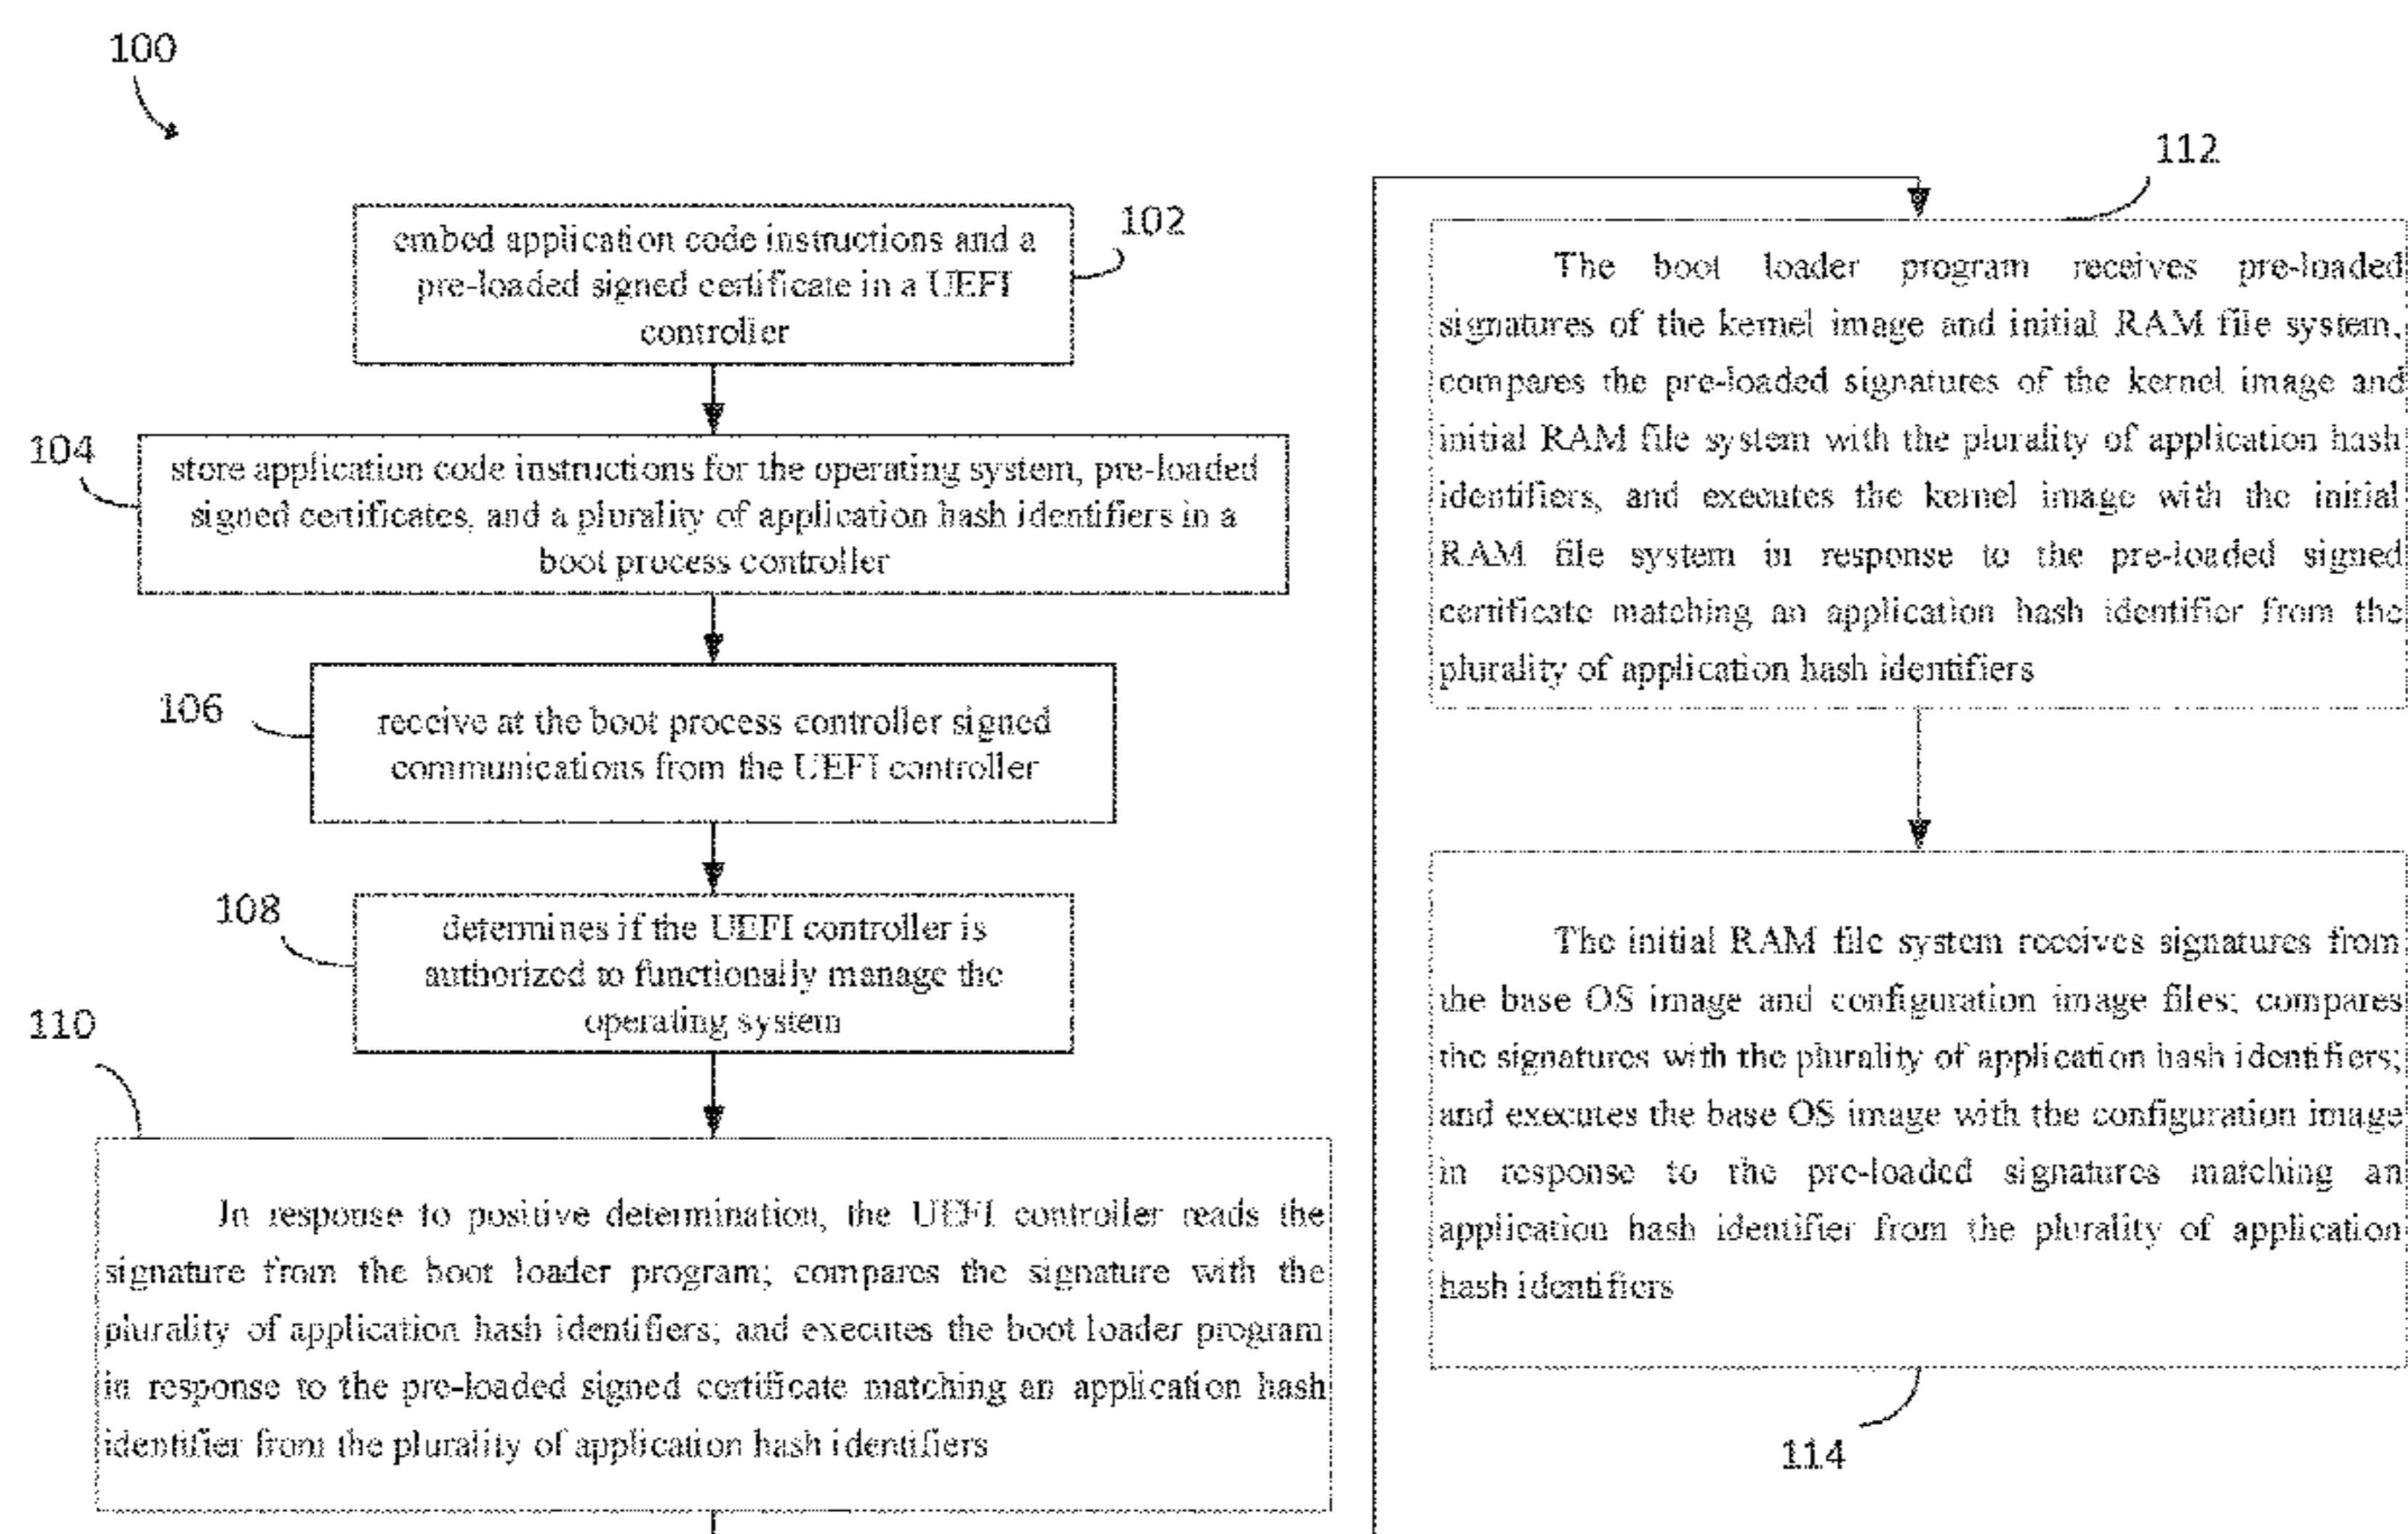 100
102
embed application code instructions and a
pre-loaded signed certificate in a UEFI
controller
104
store application code instructions for the operating system, pre-loaded
signed certificates, and a plurality of application hash identifiers in a
boot process controller
106
receive at the boot process controller signed
communications from the UEFI controller
108
determines if the UEFI controller is
authorized to functionally manage the
operating system
110
In response to positive determination, the UEFI controller reads the
signature from the boot loader program; compares the signature with the
plurality of application hash identifiers; and executes the boot loader program
in response to the pre-loaded signed certificate matching an application hash
identifier from the plurality of application hash identifiers
112
The boot loader program receives pre-loaded
signatures of the kernel image and initial RAM file system,
compares the pre-loaded signatures of the kernel image and
initial RAM file system with the plurality of application hash
identifiers, and executes the kernel image with the initial
RAM file system in response to the pre-loaded signed
certificate matching an application hash identifier from the
plurality of application hash identifiers
The initial RAM file system receives signatures from
the base OS image and configuration image files; compares
the signatures with the plurality of application hash identifiers;
and executes the base OS image with the configuration image
in response to the pre-loaded signatures matching an
application hash identifier from the plurality of application
hash identifiers
114